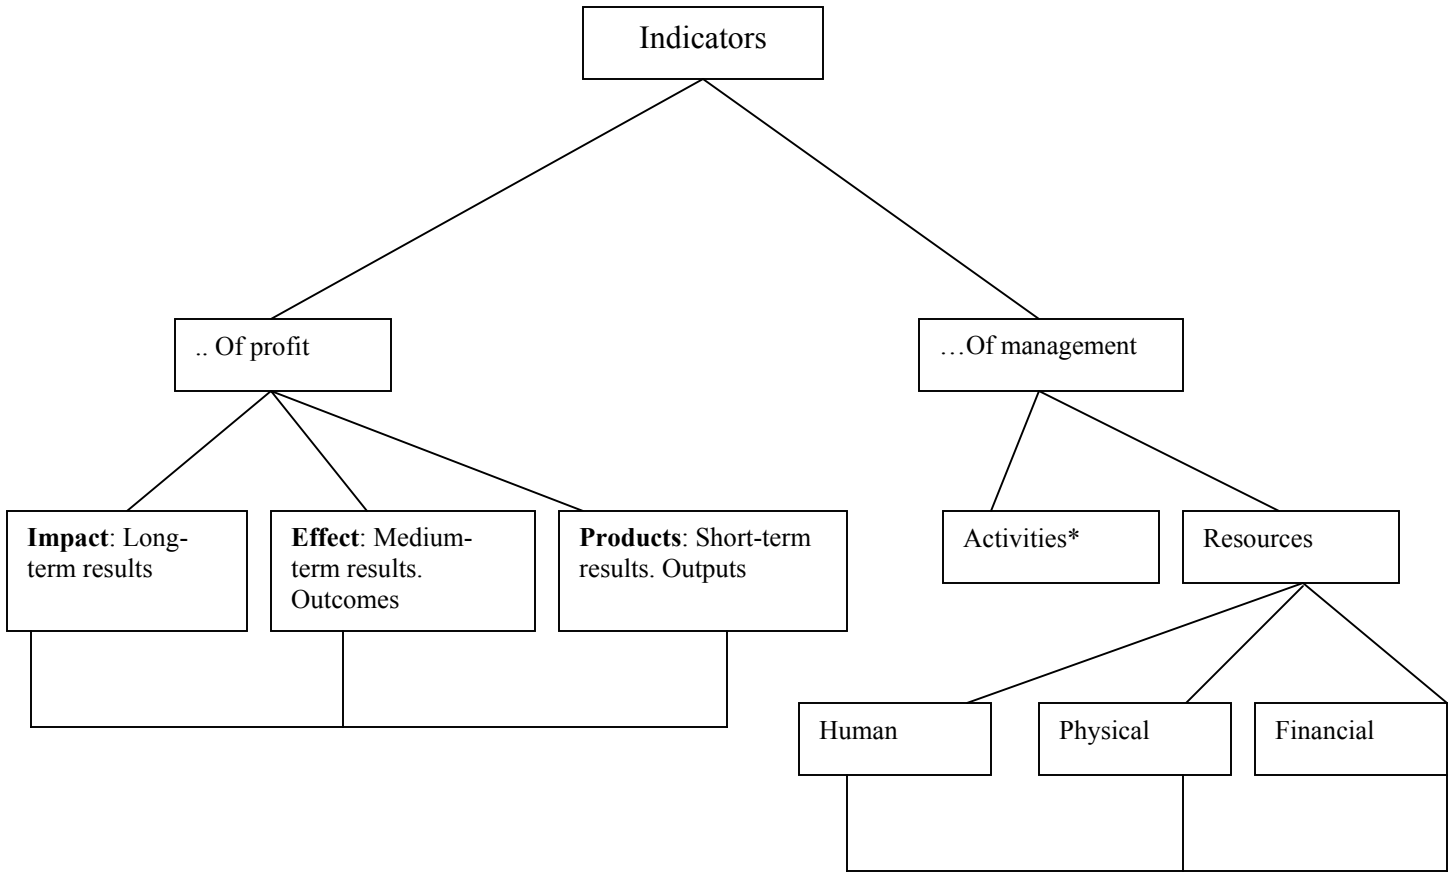 Indicators
.. Of profit
…Of management
Impact: Long-
term results
Effect: Medium-
term results.
Outcomes
Products: Short-term
results. Outputs
Activities*
Resources
Human
Physical
Financial